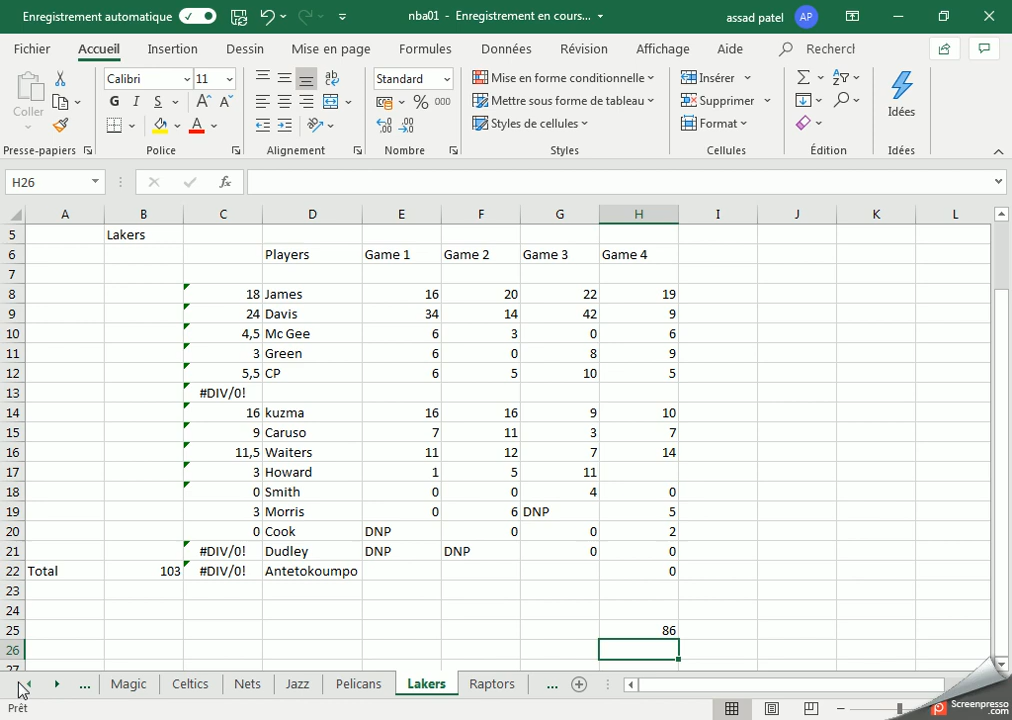 Enregistrement automatique nba01 - Enregistrement en cours... assad patel AP
Fichier Accueil Insertion Dessin Mise en page Formules Données Révision Affichage Aide Recherch
Coller Calibri 11 Standard Mise en forme conditionnelle Insérer Idées
G I S A A % 000 Mettre sous forme de tableau Supprimer
A Styles de cellules Format
Presse-papiers Police Alignement Nombre Styles Cellules Édition Idées
H26 fx
A B C D E F G H I J K L
5 Lakers
6 Players Game 1 Game 2 Game 3 Game 4
7
8 18 James 16 20 22 19
9 24 Davis 34 14 42 9
10 4,5 Mc Gee 6 3 0 6
11 3 Green 6 0 8 9
12 5,5 CP 6 5 10 5
13 #DIV/0!
14 16 kuzma 16 16 9 10
15 9 Caruso 7 11 3 7
16 11,5 Waiters 11 12 7 14
17 3 Howard 1 5 11
18 0 Smith 0 0 4 0
19 3 Morris 0 6 DNP 5
20 0 Cook DNP 0 0 2
21 #DIV/0! Dudley DNP DNP 0 0
22 Total 103 #DIV/0! Antetokoumpo 0
23
24
25 86
26
27
... Magic Celtics Nets Jazz Pelicans Lakers Raptors ...
Prêt
Screenpresso
.com